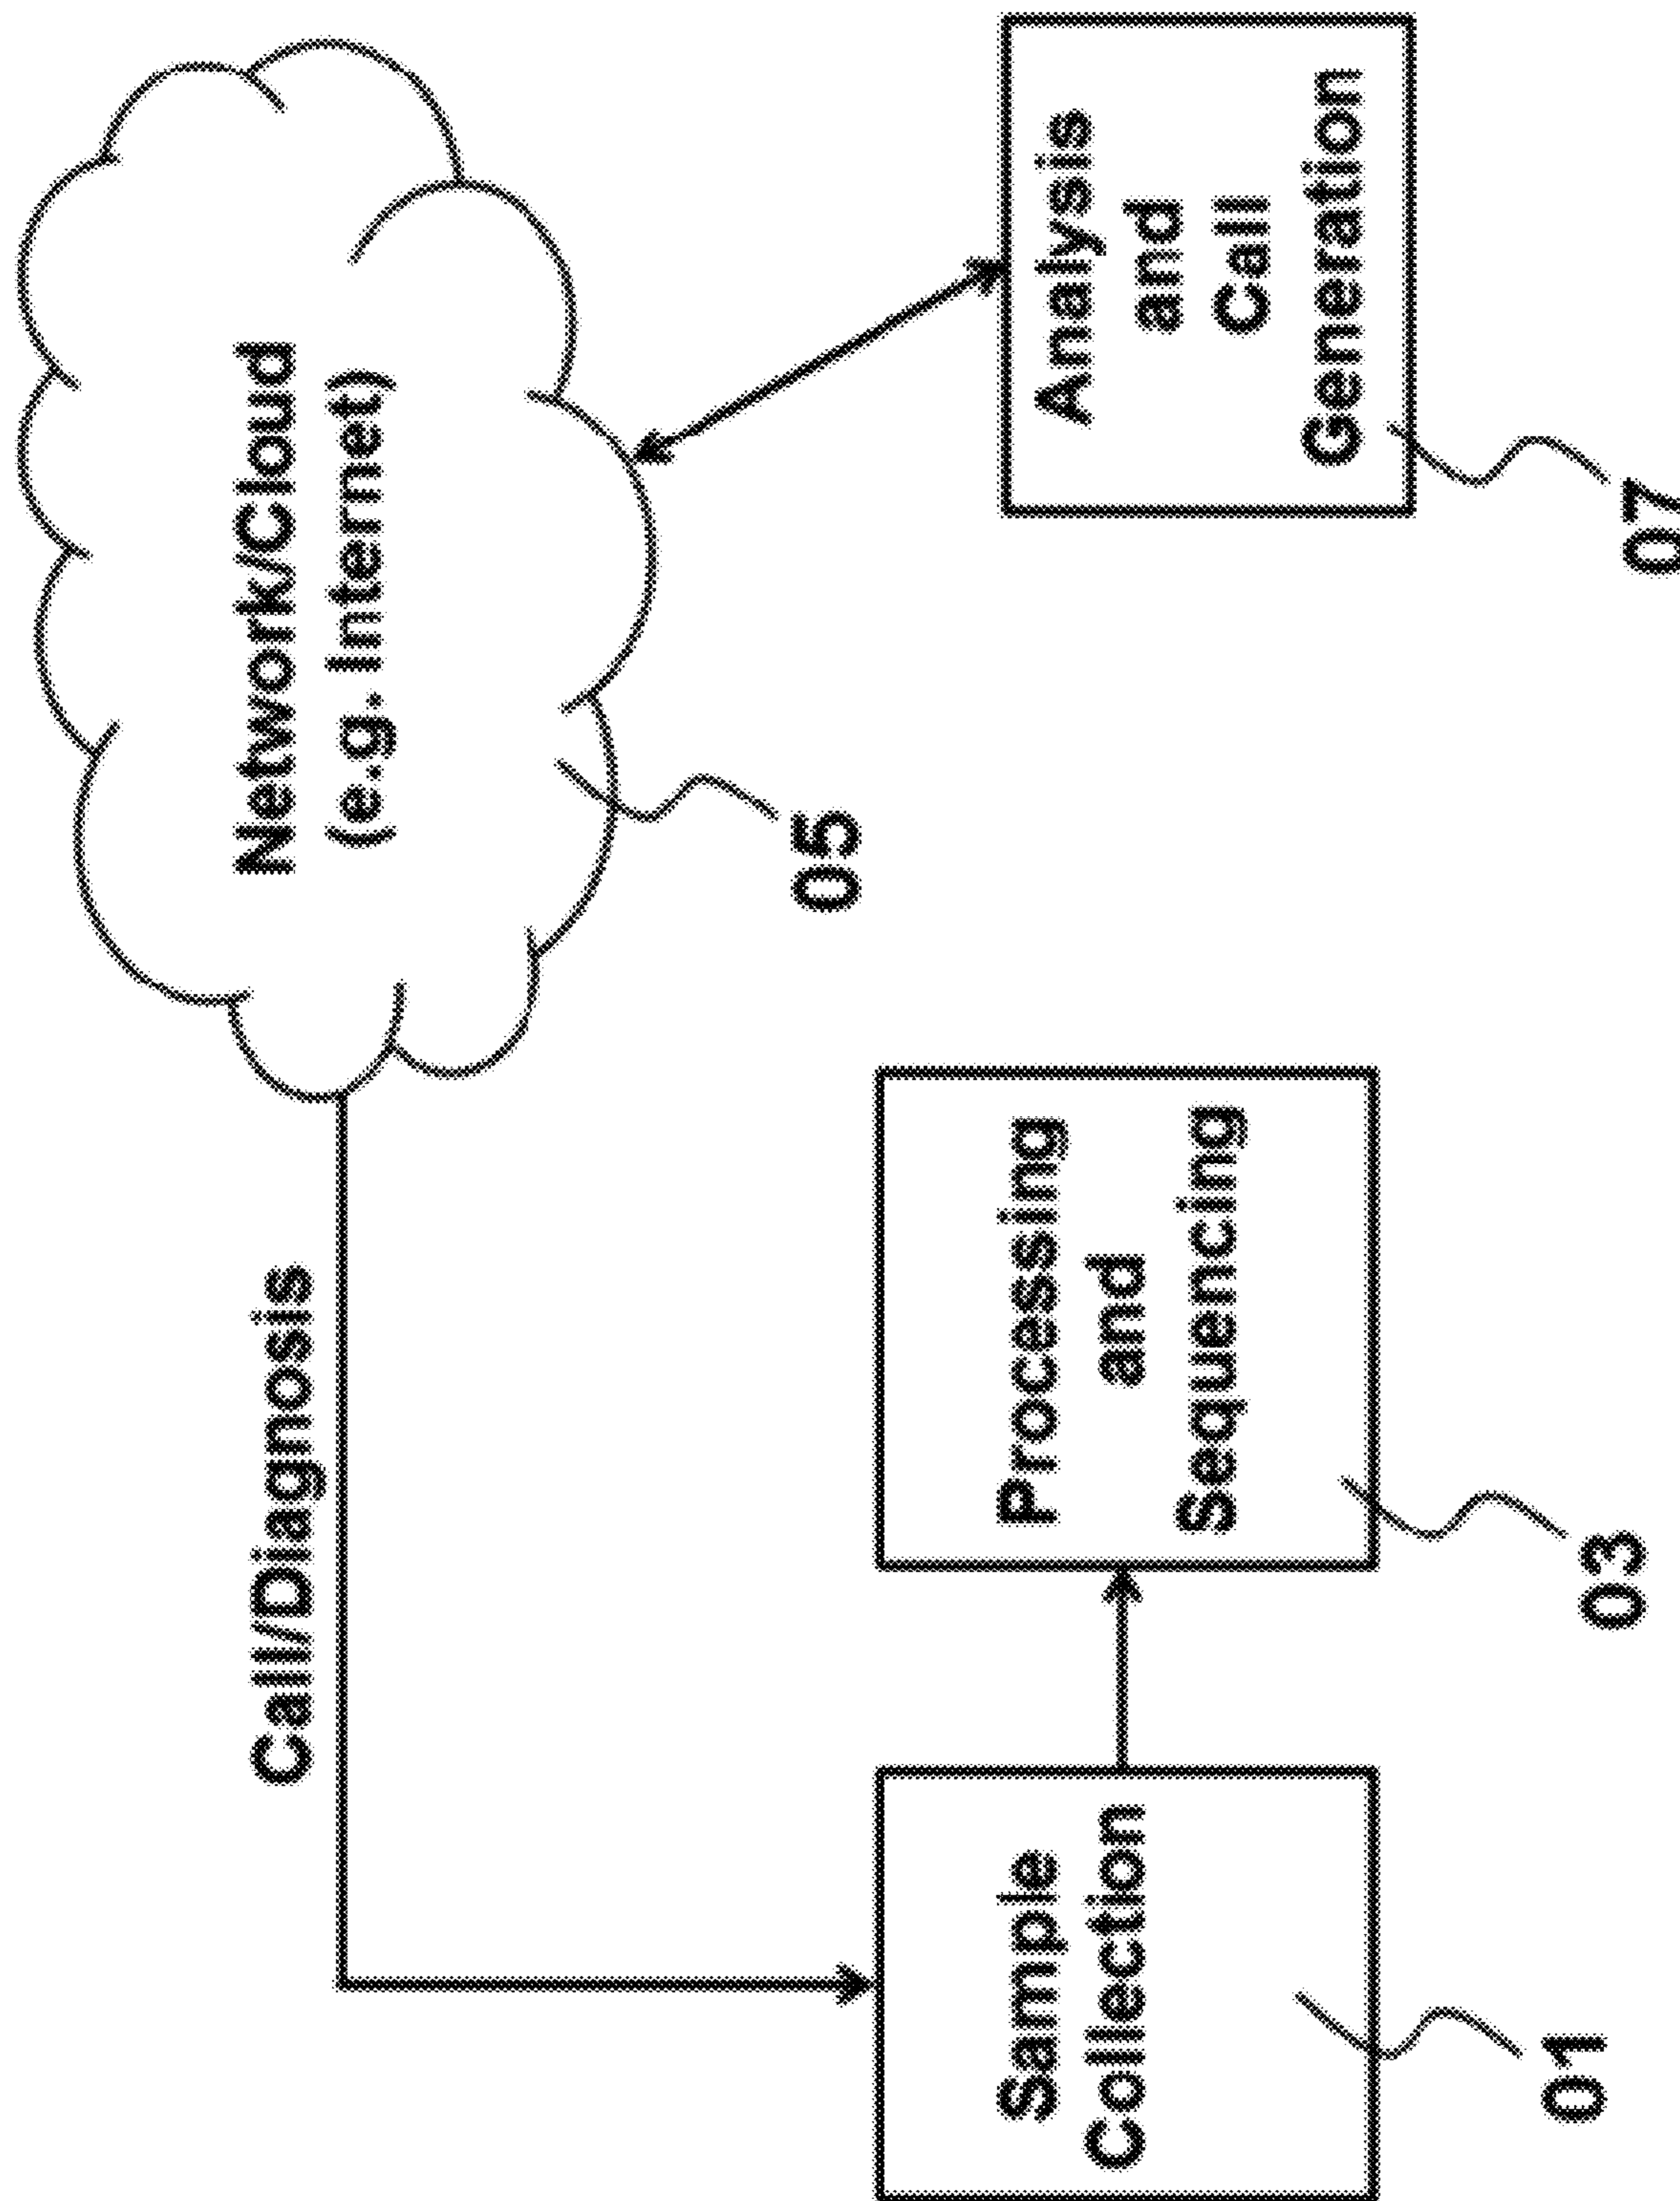 Network/Cloud
(e.g. Internet)
Call/Diagnosis
05
Sample
Collection
Processing
and
Sequencing
Analysis
and
Call
Generation
01
03
07